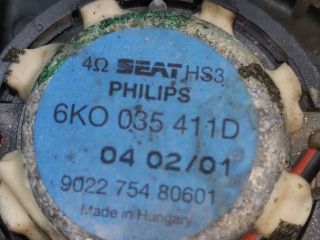 4Ω SEAT HS3
PHILIPS
6KO 035 411D
04 02/01
9022 754 80601
Made in Hungary